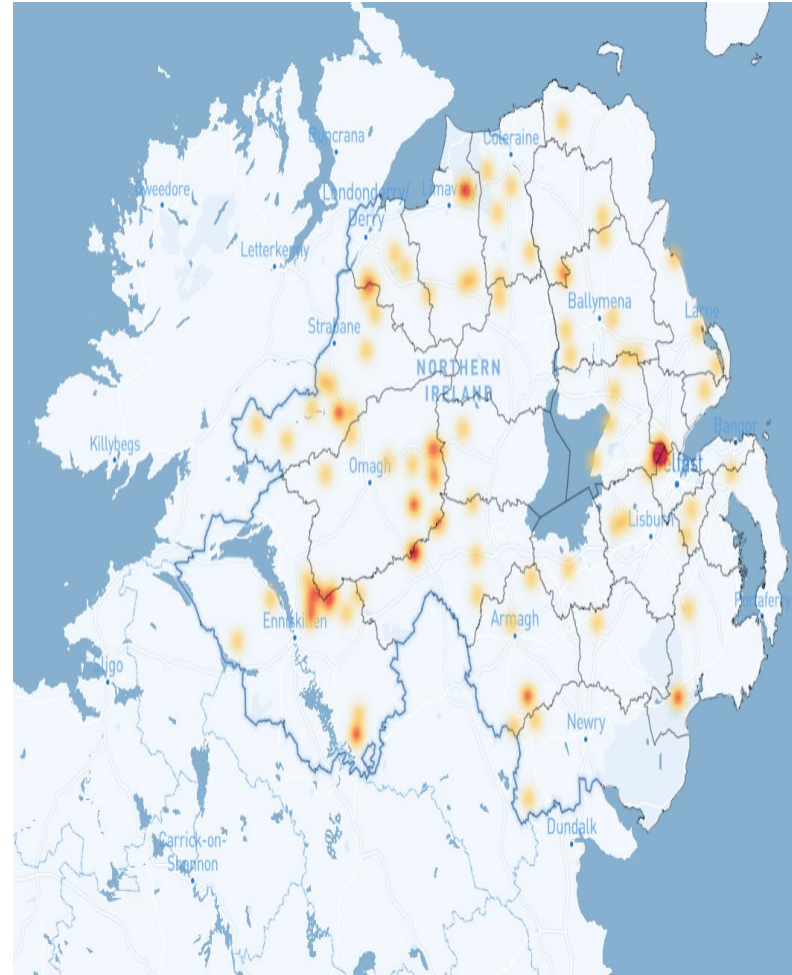 Buncrana
Coleraine
Gweedore
Londonderry/
Derry
Limavady
Letterkenny
Ballymena
Larne
Strabane
NORTHERN
IRELAND
Bangor
Killybegs
Omagh
Belfast
Lisburn
Enniskillen
Armagh
Portaferry
Sligo
Newry
Dundalk
Carrick-on-
Shannon